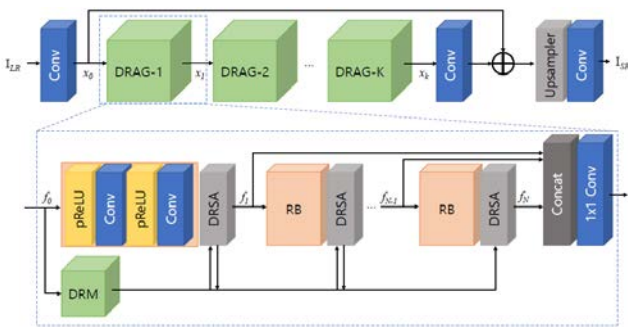 I_LR
Conv
x_0
DRAG-1
x_1
DRAG-2
...
DRAG-K
x_k
Conv
Upsampler
Conv
I_SR
f_0
pReLU
Conv
pReLU
Conv
DRSA
f_1
RB
DRSA
...
f_N-1
RB
DRSA
f_N
Concat
1x1 Conv
DRM